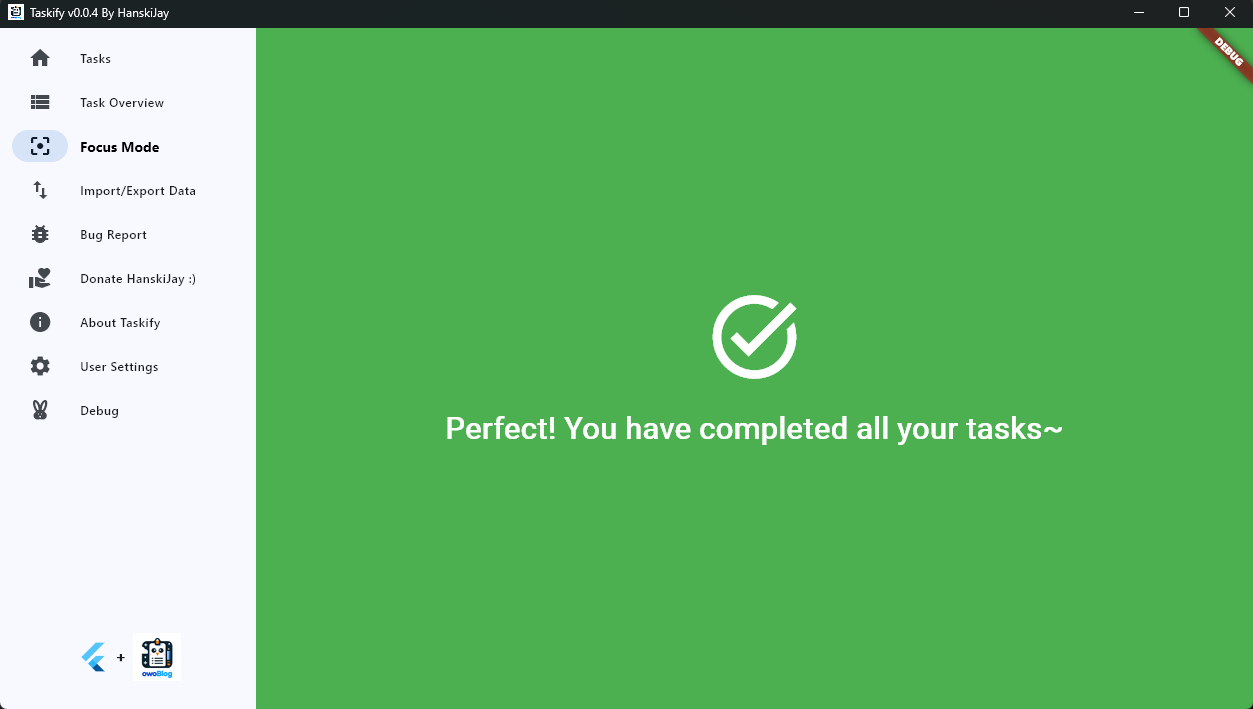 Taskify v0.0.4 By HanskiJay
DEBUG
Tasks
Task Overview
Focus Mode
Import/Export Data
Bug Report
Donate HanskiJay :)
About Taskify
User Settings
Debug
Perfect! You have completed all your tasks~
+
owoBlog